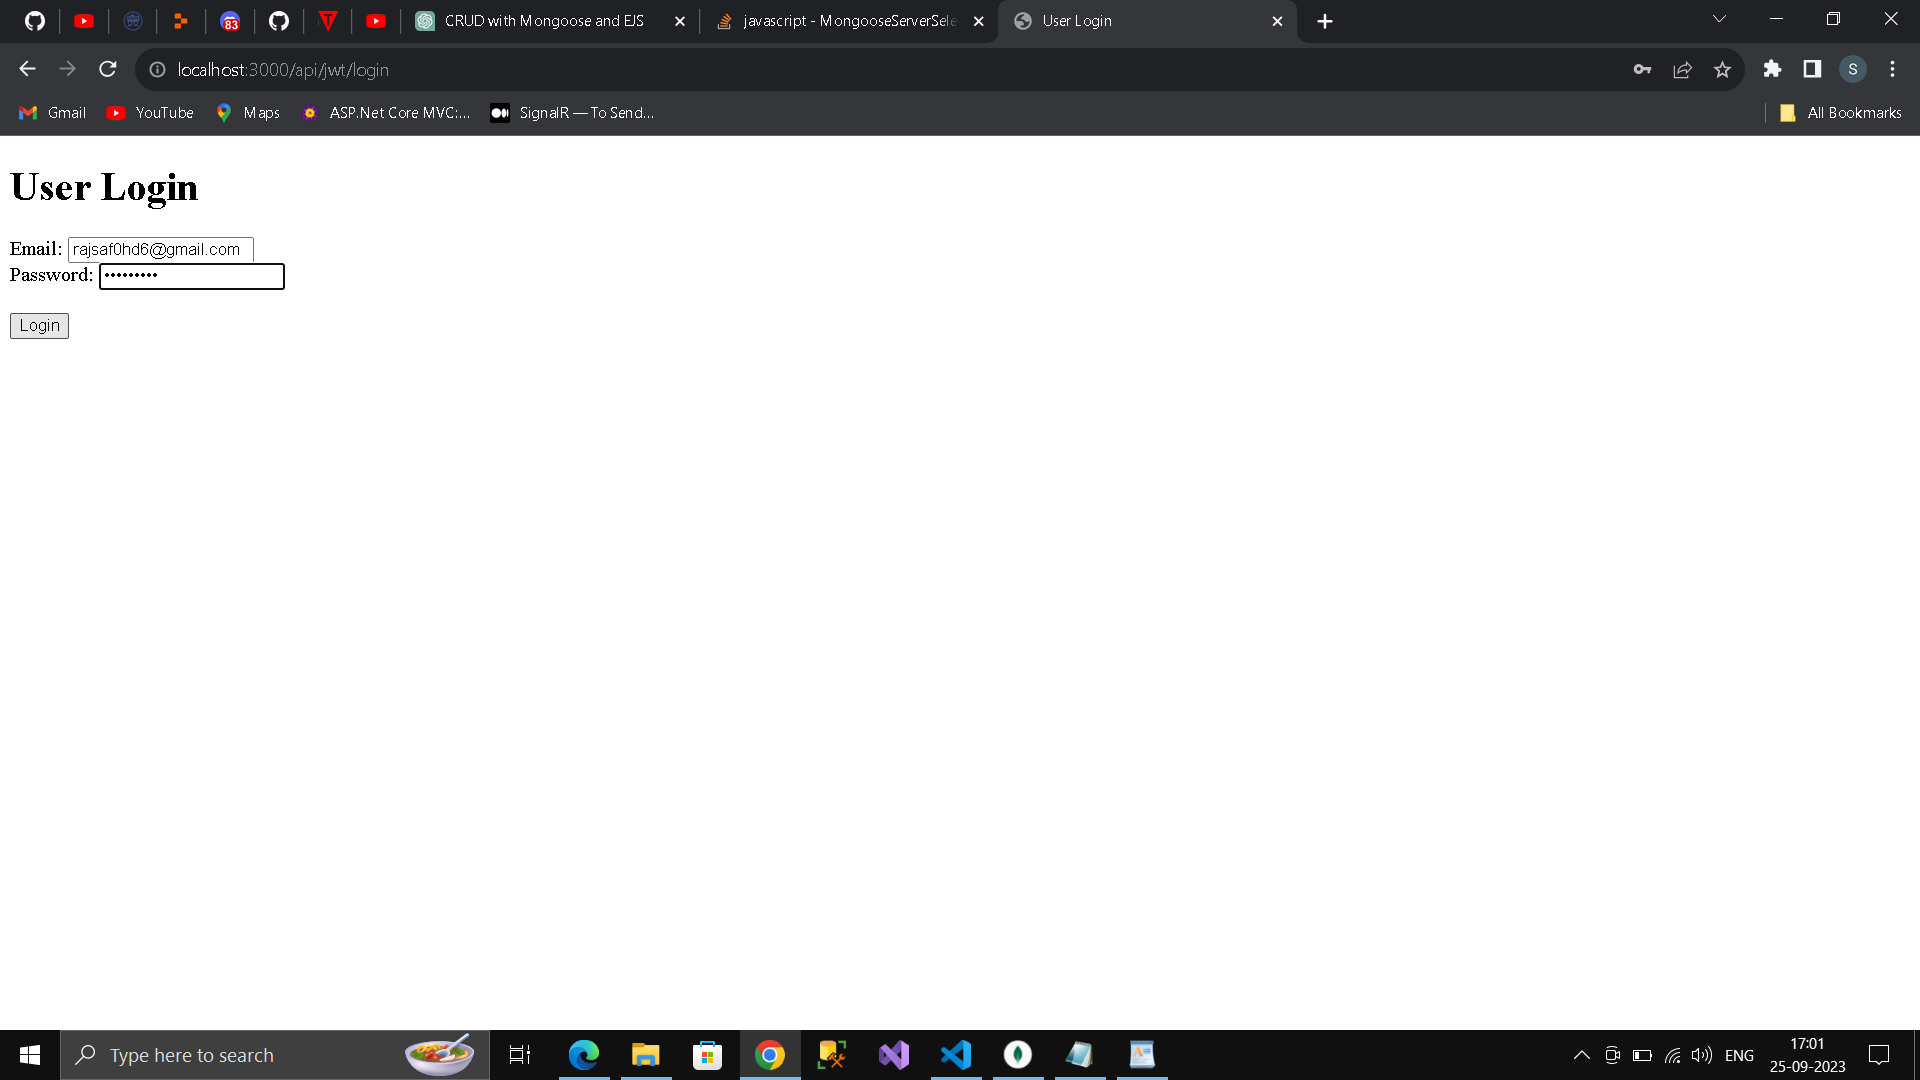 83
CRUD with Mongoose and EJS
javascript - MongooseServerSele
User Login
localhost:3000/api/jwt/login
S
Gmail
YouTube
Maps
ASP.Net Core MVC:...
SignalR — To Send...
All Bookmarks
User Login
Email: rajsaf0hd6@gmail.com
Password: •••••••••
Login
Type here to search
ENG
17:01
25-09-2023